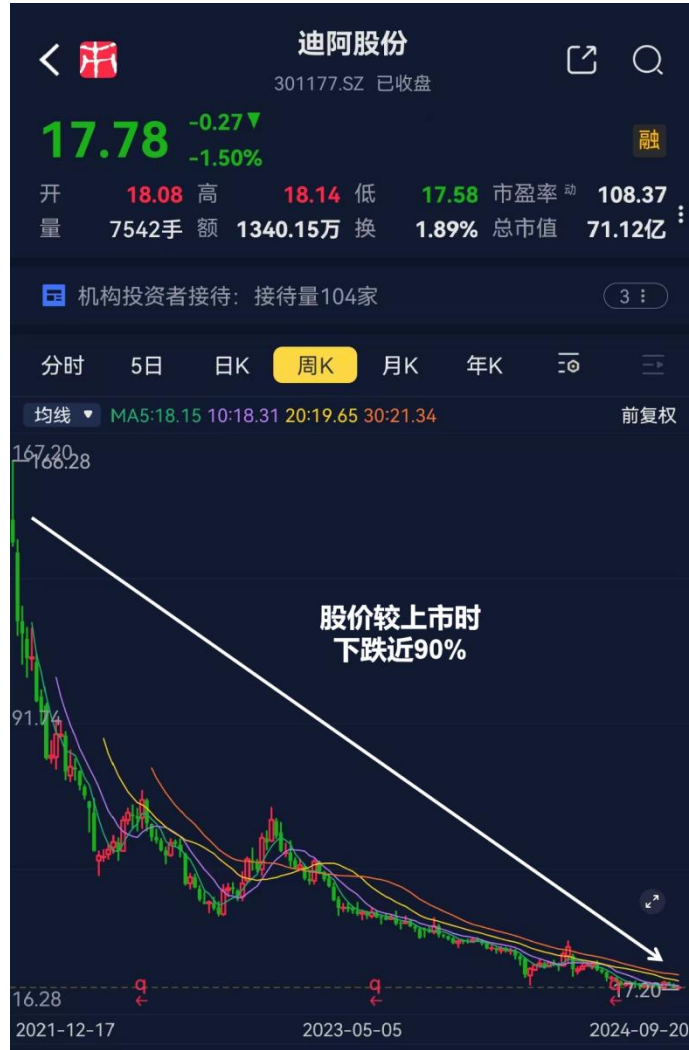 迪阿股份
301177.SZ 已收盘
17.78 -0.27▼
-1.50%
融
开 18.08 高 18.14 低 17.58 市盈率 动 108.37
量 7542手 额 1340.15万 换 1.89% 总市值 71.12亿
机构投资者接待：接待量104家 3
分时 5日 日K 周K 月K 年K
均线 ▼ MA5:18.15 10:18.31 20:19.65 30:21.34 前复权
167.20
166.28
股价较上市时
下跌近90%
91.74
q q q
16.28
17.20
2021-12-17 2023-05-05 2024-09-20